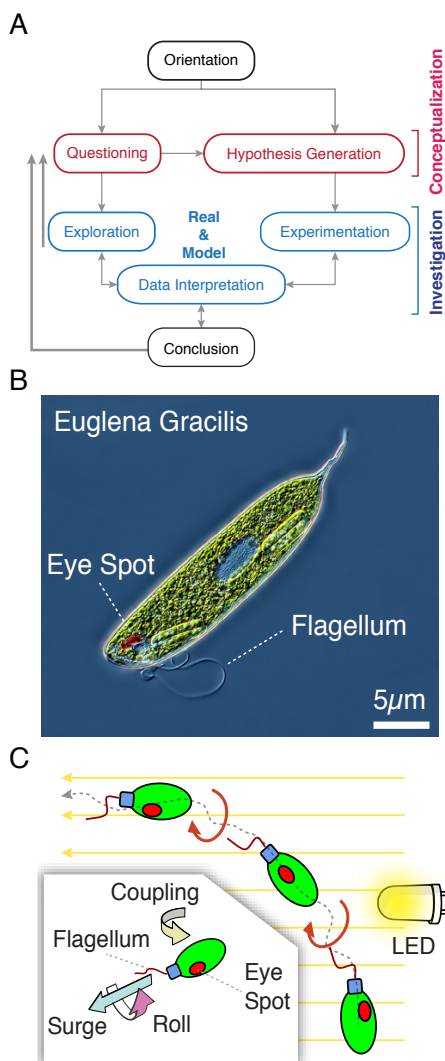 A
Orientation
Questioning
Hypothesis Generation
Conceptualization
Exploration
Real
&
Model
Experimentation
Data Interpretation
Investigation
Conclusion
B
Euglena Gracilis
Eye Spot
Flagellum
5μm
C
LED
Coupling
Flagellum
Eye
Spot
Surge
Roll